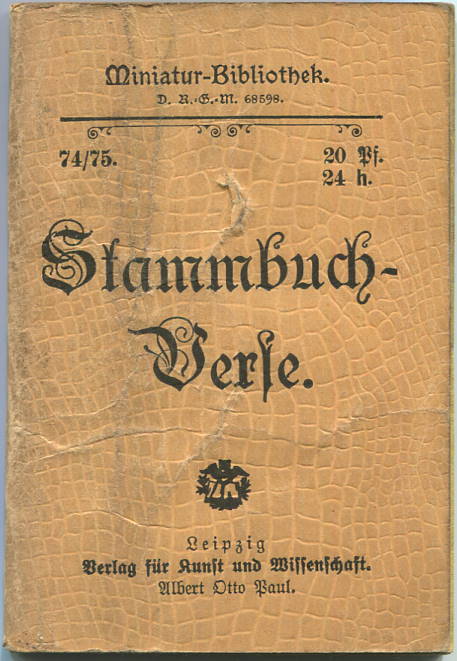 Miniatur-Bibliothek.
D. R.-G.-M. 68598.
74/75.
20 Pf.
24 h.
Stammbuch-
Verse.
Leipzig
Verlag für Kunst und Wissenschaft.
Albert Otto Paul.